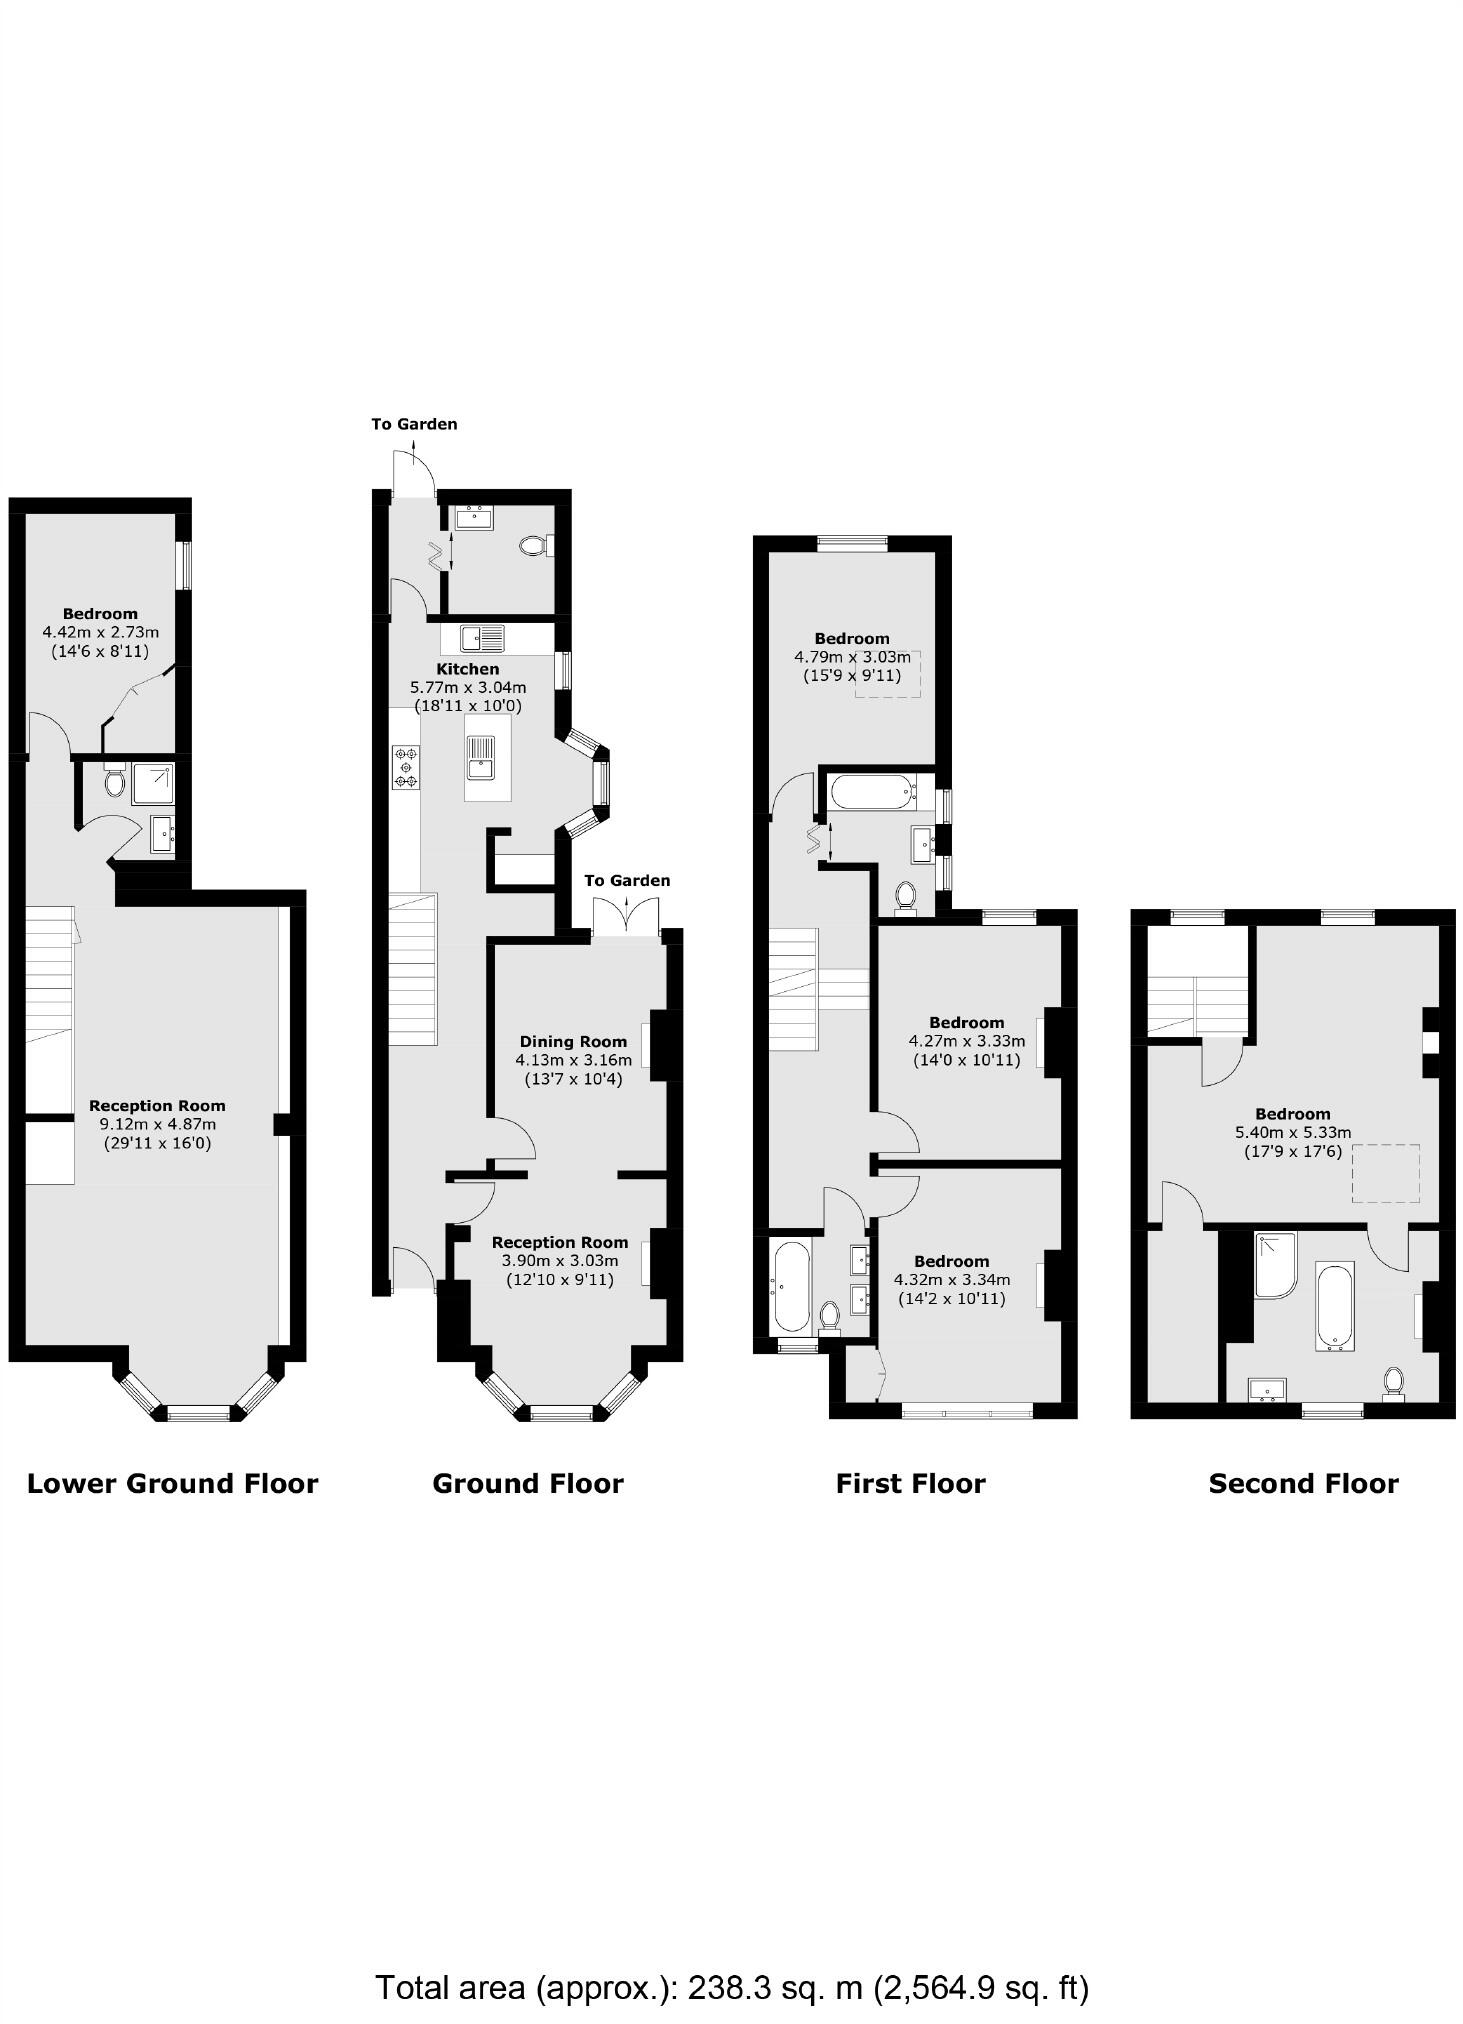 To Garden
Bedroom
4.42m x 2.73m
(14'6 x 8'11)
Reception Room
9.12m x 4.87m
(29'11 x 16'0)
Lower Ground Floor
Kitchen
5.77m x 3.04m
(18'11 x 10'0)
To Garden
Dining Room
4.13m x 3.16m
(13'7 x 10'4)
Reception Room
3.90m x 3.03m
(12'10 x 9'11)
Ground Floor
Bedroom
4.79m x 3.03m
(15'9 x 9'11)
Bedroom
4.27m x 3.33m
(14'0 x 10'11)
Bedroom
4.32m x 3.34m
(14'2 x 10'11)
First Floor
Bedroom
5.40m x 5.33m
(17'9 x 17'6)
Second Floor
Total area (approx.): 238.3 sq. m (2,564.9 sq. ft)